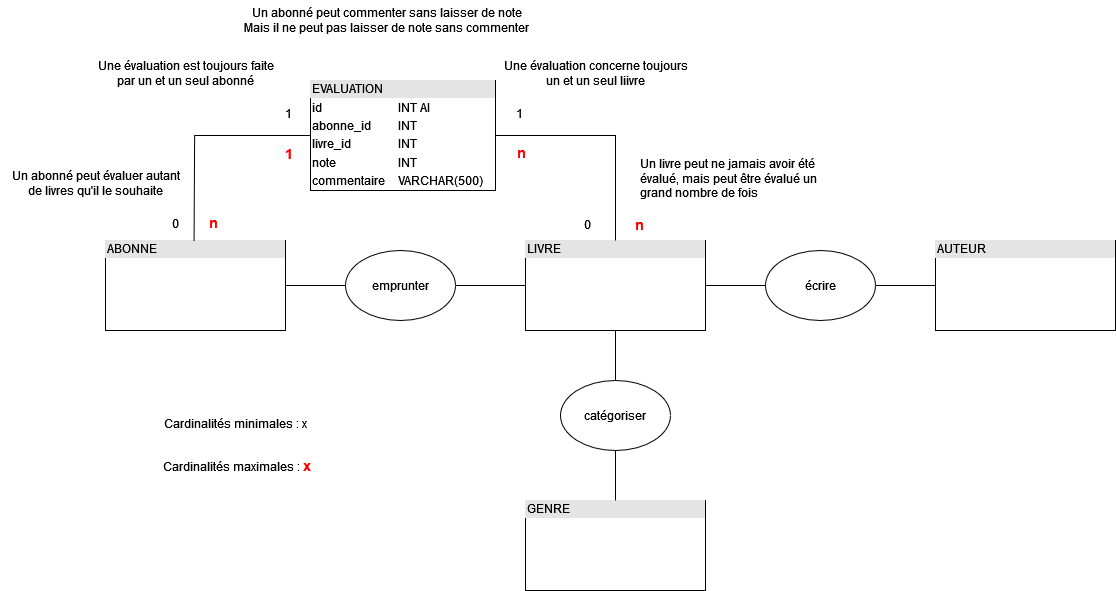 Un abonné peut commenter sans laisser de note
Mais il ne peut pas laisser de note sans commenter
Une évaluation est toujours faite
par un et un seul abonné
Une évaluation concerne toujours
un et un seul liivre
EVALUATION
id INT AI
abonne_id INT
livre_id INT
note INT
commentaire VARCHAR(500)
1
1
1
n
Un abonné peut évaluer autant
de livres qu'il le souhaite
Un livre peut ne jamais avoir été
évalué, mais peut être évalué un
grand nombre de fois
0 n
0 n
ABONNE
LIVRE
AUTEUR
emprunter
écrire
catégoriser
Cardinalités minimales : x
Cardinalités maximales : x
GENRE